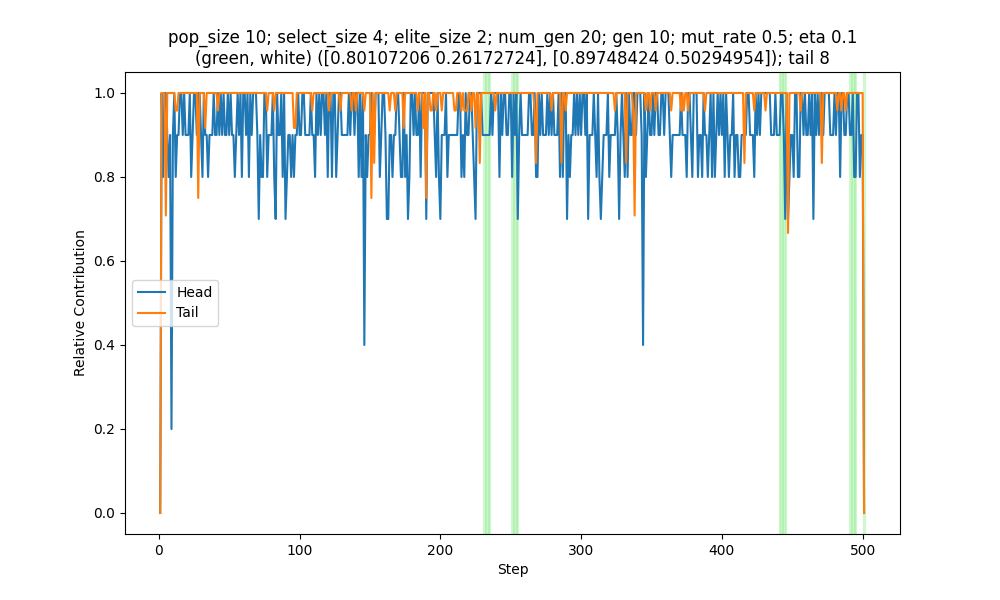 pop_size 10; select_size 4; elite_size 2; num_gen 20; gen 10; mut_rate 0.5; eta 0.1
(green, white) ([0.80107206 0.26172724], [0.89748424 0.50294954]); tail 8
1.0
0.8
0.6
0.4
0.2
0.0
Relative Contribution
Head
Tail
0
100
200
300
400
500
Step